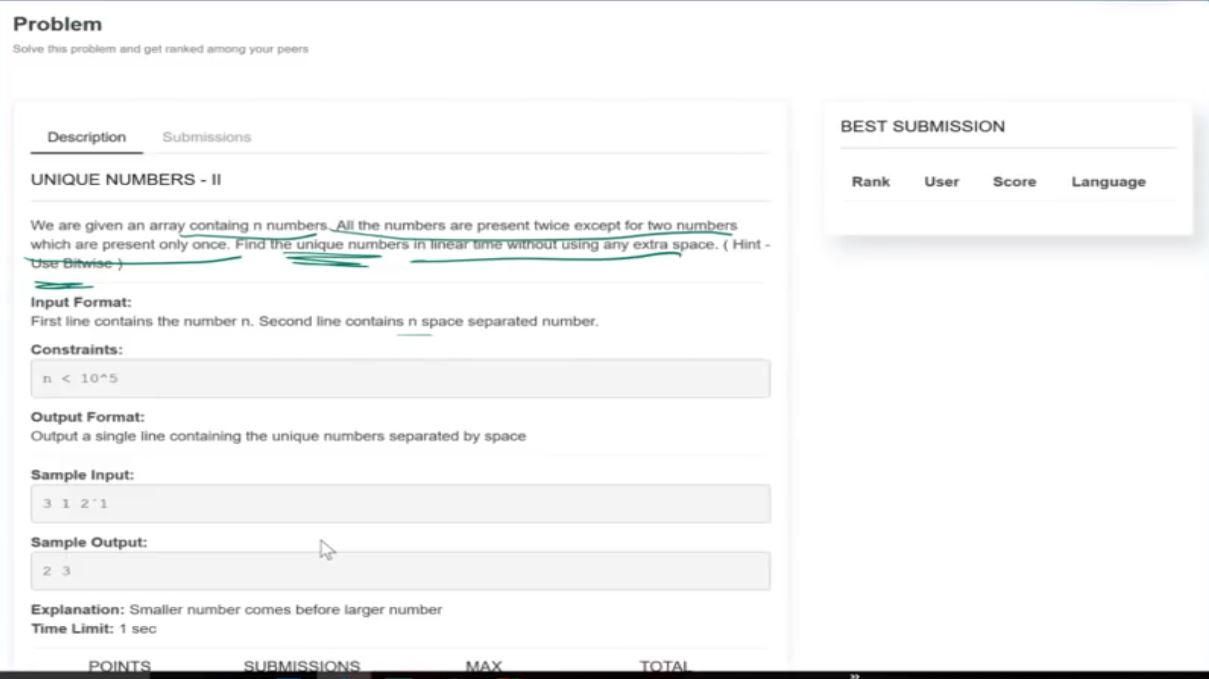 Problem
Solve this problem and get ranked among your peers
Description
Submissions
UNIQUE NUMBERS - II
We are given an array containg n numbers. All the numbers are present twice except for two numbers
which are present only once. Find the unique numbers in linear time without using any extra space. ( Hint -
Use Bitwise )
Input Format:
First line contains the number n. Second line contains n space separated number.
Constraints:
n < 10^5
Output Format:
Output a single line containing the unique numbers separated by space
Sample Input:
3 1 2 1
Sample Output:
2 3
Explanation: Smaller number comes before larger number
Time Limit: 1 sec
POINTS SUBMISSIONS MAX TOTAL
BEST SUBMISSION
Rank User Score Language